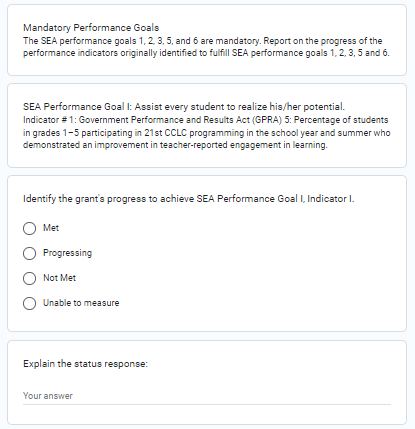 Mandatory Performance Goals
The SEA performance goals 1, 2, 3, 5, and 6 are mandatory. Report on the progress of the
performance indicators originally identified to fulfill SEA performance goals 1, 2, 3, 5 and 6.
SEA Performance Goal I: Assist every student to realize his/her potential.
Indicator # 1: Government Performance and Results Act (GPRA) 5: Percentage of students
in grades 1–5 participating in 21st CCLC programming in the school year and summer who
demonstrated an improvement in teacher-reported engagement in learning.
Identify the grant's progress to achieve SEA Performance Goal I, Indicator I.
Met
Progressing
Not Met
Unable to measure
Explain the status response:
Your answer